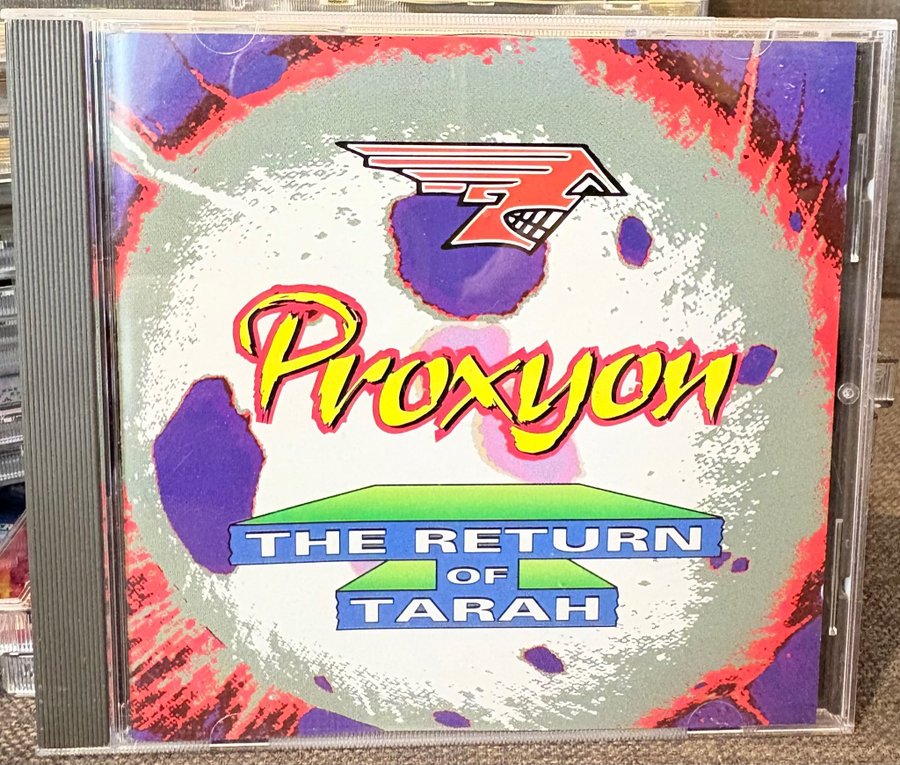 Proxyon
THE RETURN
OF
TARAH